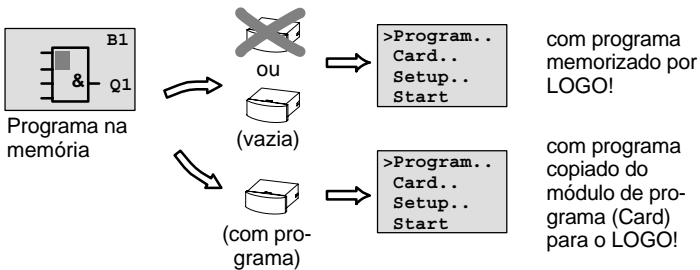 B1
&
Q1
Programa na
memória
ou
(vazia)
>Program..
Card..
Setup..
Start
com programa
memorizado por
LOGO!
(com pro-
grama)
>Program..
Card..
Setup..
Start
com programa
copiado do
módulo de pro-
grama (Card)
para o LOGO!